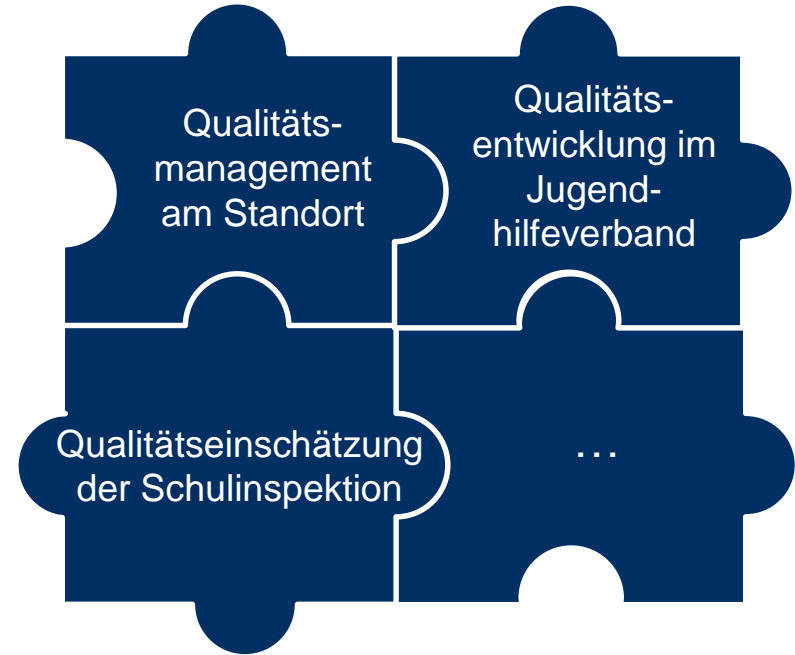 Qualitäts-
management
am Standort
Qualitäts-
entwicklung im
Jugend-
hilfeverband
Qualitätseinschätzung
der Schulinspektion
…